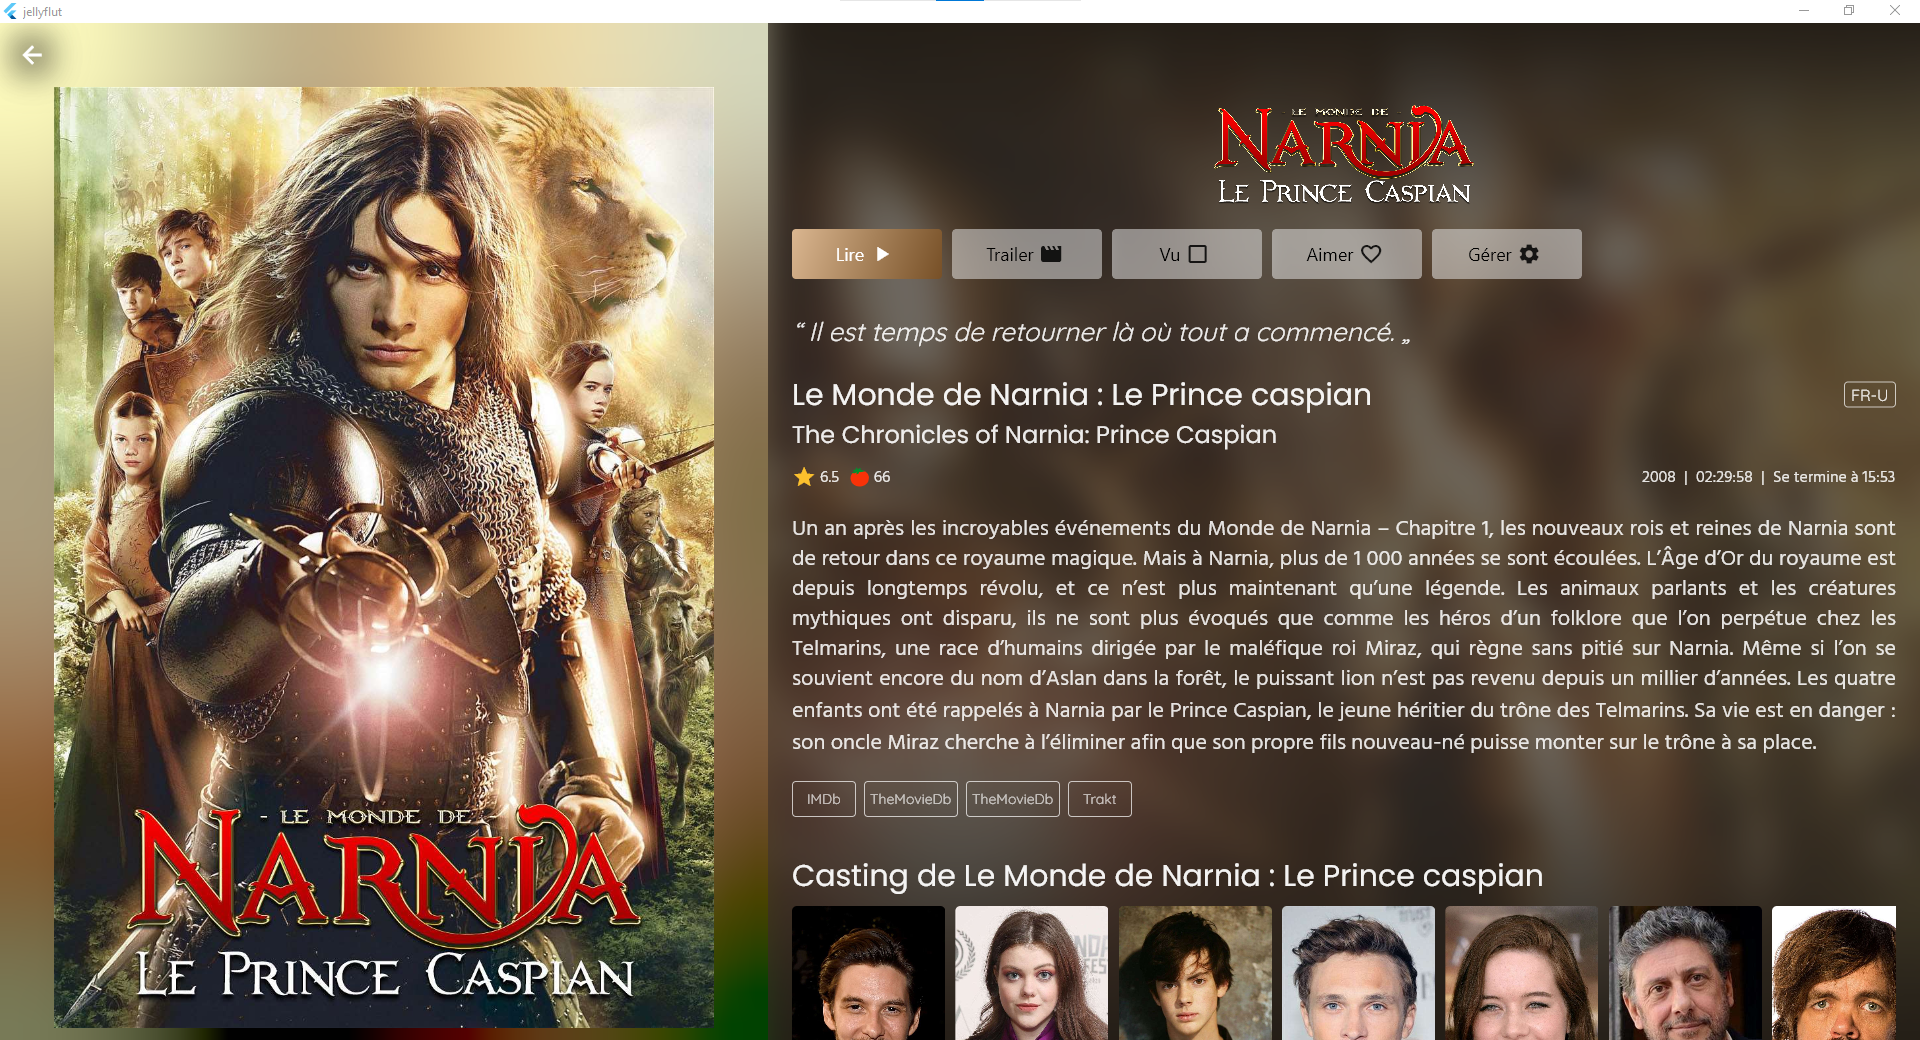 jellyflut
- LE MONDE DE -
NARNIA
LE PRINCE CASPIAN
LE MONDE DE
NARNIA
LE PRINCE CASPIAN
Lire
Trailer
Vu
Aimer
Gérer
“ Il est temps de retourner là où tout a commencé. „
Le Monde de Narnia : Le Prince caspian
FR-U
The Chronicles of Narnia: Prince Caspian
6.5 66
2008 | 02:29:58 | Se termine à 15:53
Un an après les incroyables événements du Monde de Narnia – Chapitre 1, les nouveaux rois et reines de Narnia sont
de retour dans ce royaume magique. Mais à Narnia, plus de 1 000 années se sont écoulées. L’Âge d’Or du royaume est
depuis longtemps révolu, et ce n’est plus maintenant qu’une légende. Les animaux parlants et les créatures
mythiques ont disparu, ils ne sont plus évoqués que comme les héros d’un folklore que l’on perpétue chez les
Telmarins, une race d’humains dirigée par le maléfique roi Miraz, qui règne sans pitié sur Narnia. Même si l’on se
souvient encore du nom d’Aslan dans la forêt, le puissant lion n’est pas revenu depuis un millier d’années. Les quatre
enfants ont été rappelés à Narnia par le Prince Caspian, le jeune héritier du trône des Telmarins. Sa vie est en danger :
son oncle Miraz cherche à l’éliminer afin que son propre fils nouveau-né puisse monter sur le trône à sa place.
IMDb
TheMovieDb
TheMovieDb
Trakt
Casting de Le Monde de Narnia : Le Prince caspian